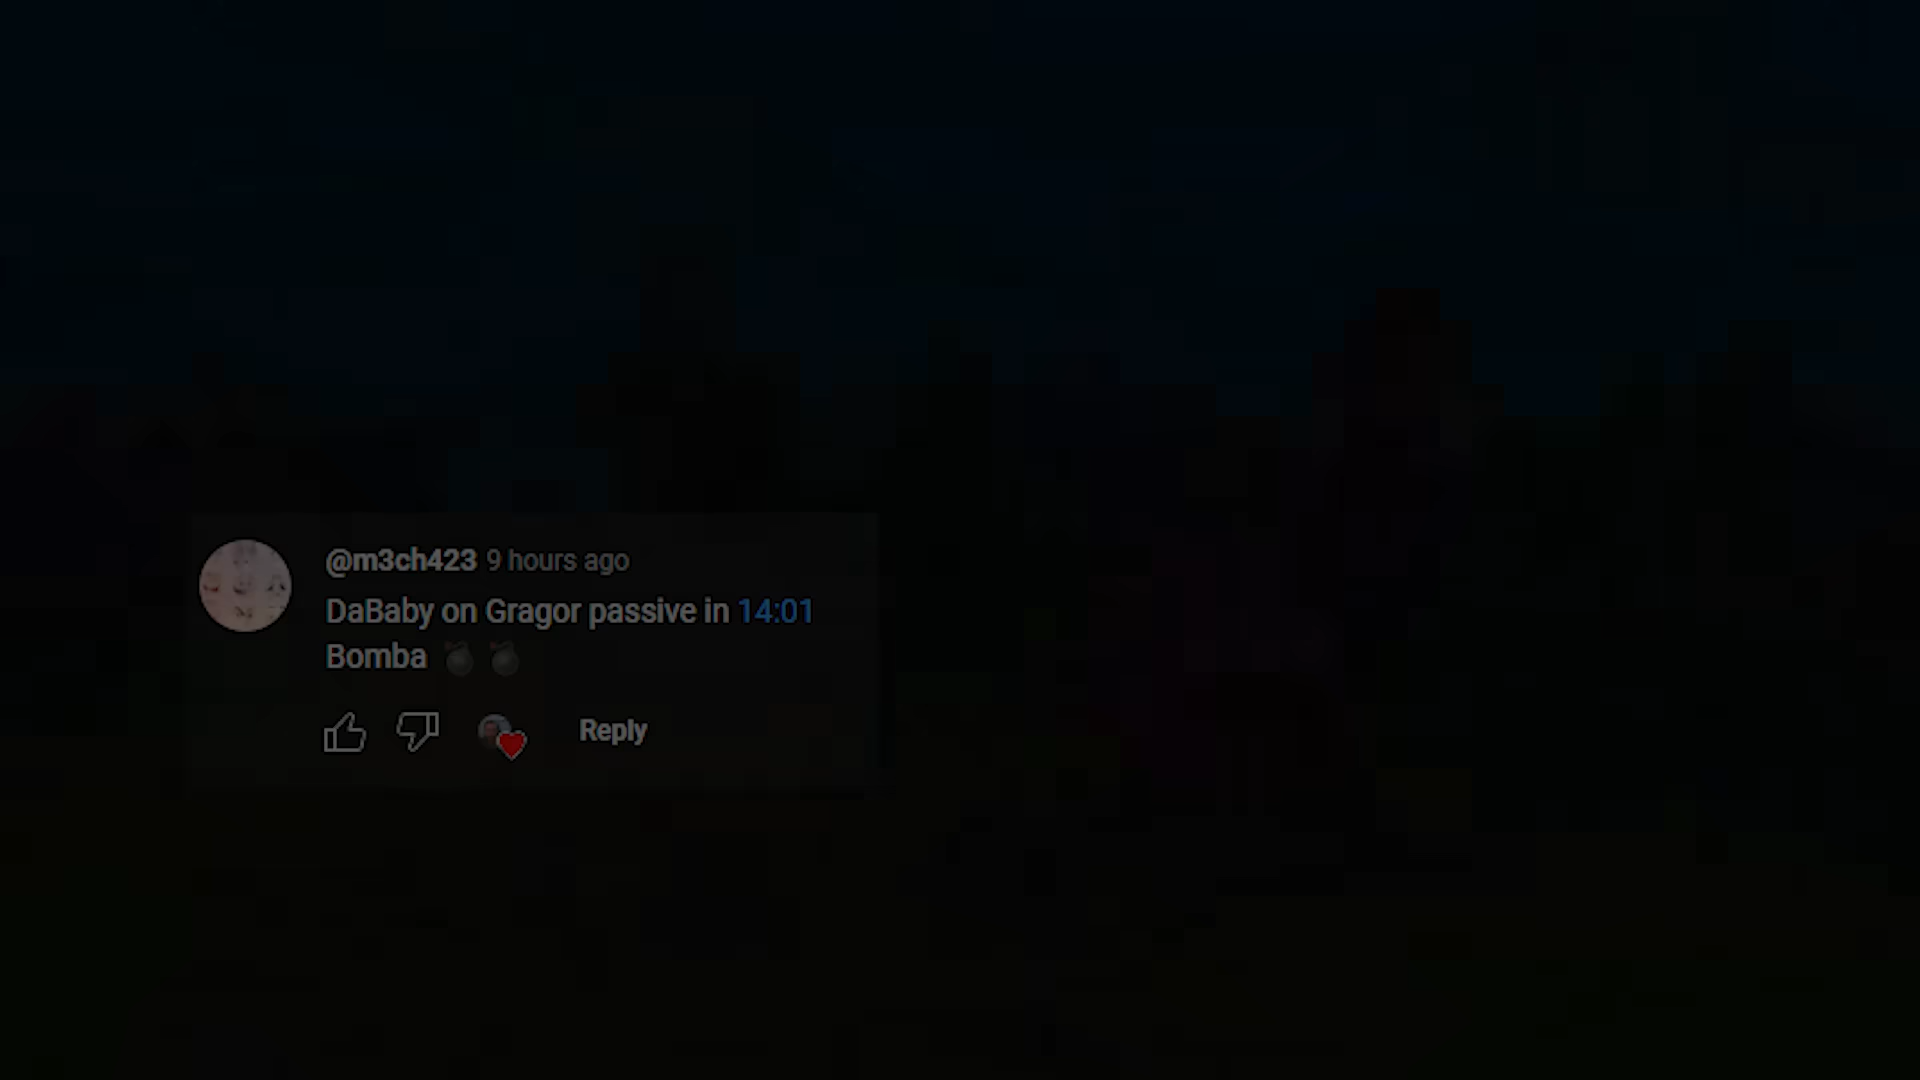 @m3ch423 9 hours ago
DaBaby on Gragor passive in 14:01
Bomba 💣 💣
Reply